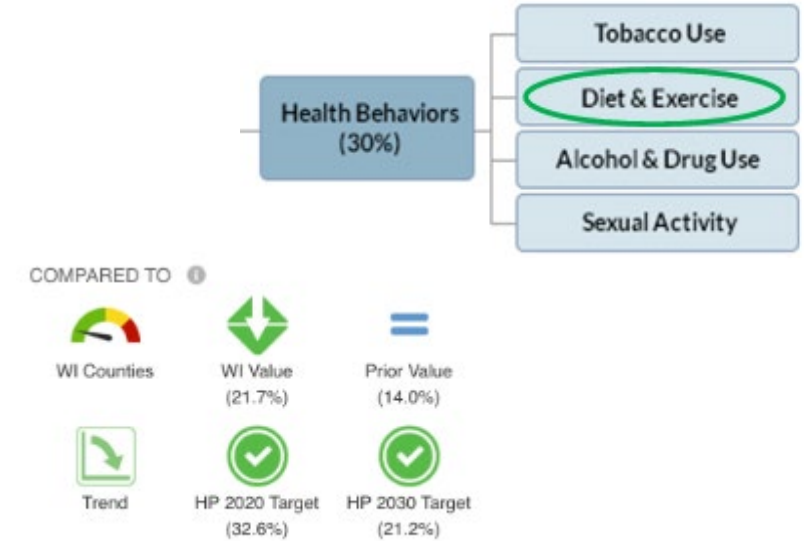 Tobacco Use
Health Behaviors
(30%)
Diet & Exercise
Alcohol & Drug Use
Sexual Activity
COMPARED TO
WI Counties
WI Value
(21.7%)
Prior Value
(14.0%)
Trend
HP 2020 Target
(32.6%)
HP 2030 Target
(21.2%)